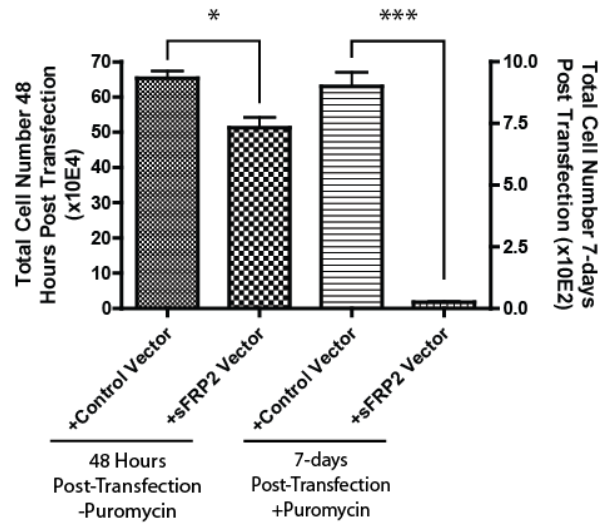 *
***
Total Cell Number 48
Hours Post Transfection
(x10E4)
70
60
50
40
30
20
10
0
10.0
7.5
5.0
2.5
0.0
Total Cell Number 7-days
Post Transfection (x10E2)
+Control Vector
+sFRP2 Vector
+Control Vector
+sFRP2 Vector
48 Hours
Post-Transfection
-Puromycin
7-days
Post-Transfection
+Puromycin